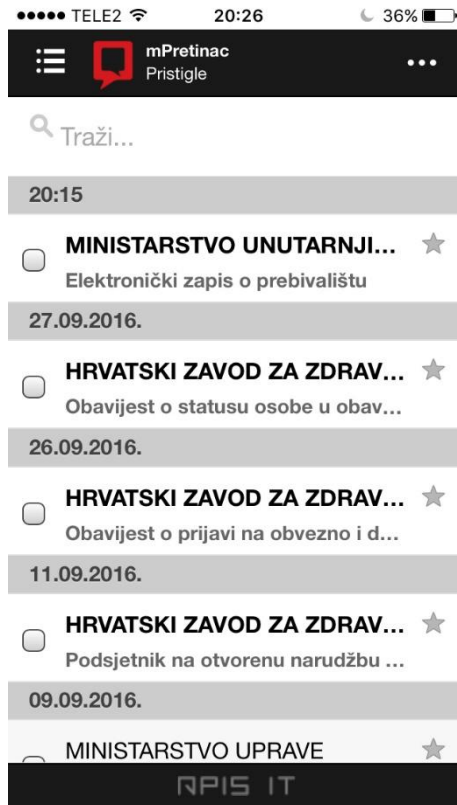 TELE2 20:26 36%
mPretinac
Pristigle
Traži...
20:15
MINISTARSTVO UNUTARNJI...
Elektronički zapis o prebivalištu
27.09.2016.
HRVATSKI ZAVOD ZA ZDRAV...
Obavijest o statusu osobe u obav...
26.09.2016.
HRVATSKI ZAVOD ZA ZDRAV...
Obavijest o prijavi na obvezno i d...
11.09.2016.
HRVATSKI ZAVOD ZA ZDRAV...
Podsjetnik na otvorenu narudžbu ...
09.09.2016.
MINISTARSTVO UPRAVE
APIS IT